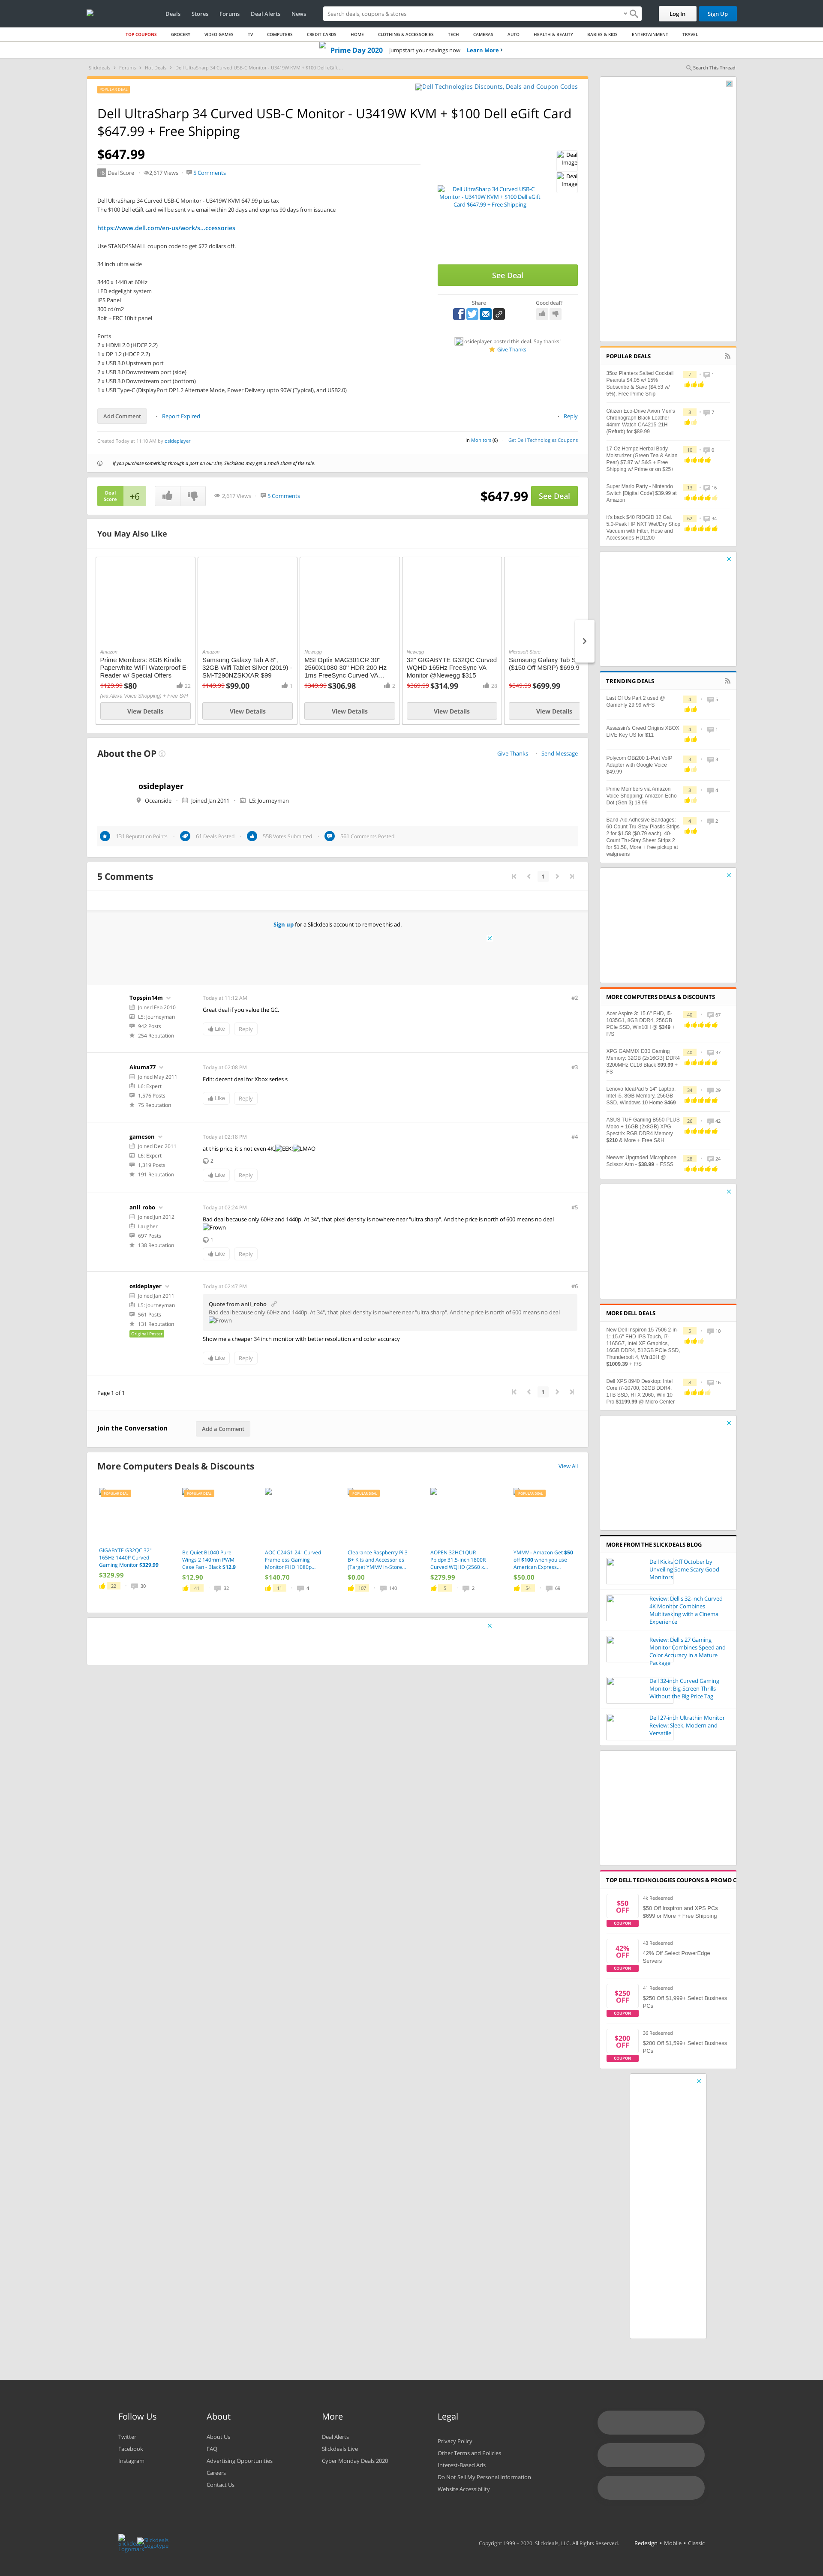 Deals
Stores
Forums
Deal Alerts
News
Search deals, coupons & stores
Log In
Sign Up
TOP COUPONS
GROCERY
VIDEO GAMES
TV
COMPUTERS
CREDIT CARDS
HOME
CLOTHING & ACCESSORIES
TECH
CAMERAS
AUTO
HEALTH & BEAUTY
BABIES & KIDS
ENTERTAINMENT
TRAVEL
Prime Day 2020 Jumpstart your savings now Learn More
Slickdeals > Forums > Hot Deals > Dell UltraSharp 34 Curved USB-C Monitor - U3419W KVM + $100 Dell eGift ...
Search This Thread
POPULAR DEAL
Dell Technologies Discounts, Deals and Coupon Codes
Dell UltraSharp 34 Curved USB-C Monitor - U3419W KVM + $100 Dell eGift Card
$647.99 + Free Shipping
$647.99
+6 Deal Score
2,617 Views
5 Comments
Dell UltraSharp 34 Curved USB-C Monitor - U3419W KVM 647.99 plus tax
The $100 Dell eGift card will be sent via email within 20 days and expires 90 days from issuance
https://www.dell.com/en-us/work/s...ccessories
Use STAND4SMALL coupon code to get $72 dollars off.
34 inch ultra wide
3440 x 1440 at 60Hz
LED edgelight system
IPS Panel
300 cd/m2
8bit + FRC 10bit panel
Ports
2 x HDMI 2.0 (HDCP 2.2)
1 x DP 1.2 (HDCP 2.2)
2 x USB 3.0 Upstream port
2 x USB 3.0 Downstream port (side)
2 x USB 3.0 Downstream port (bottom)
1 x USB Type-C (DisplayPort DP1.2 Alternate Mode, Power Delivery upto 90W (Typical), and USB2.0)
Add Comment
Report Expired
Reply
Created Today at 11:10 AM by osideplayer
in Monitors (6)
Get Dell Technologies Coupons
If you purchase something through a post on our site, Slickdeals may get a small share of the sale.
Deal Image
Deal Image
Dell UltraSharp 34 Curved USB-C
Monitor - U3419W KVM + $100 Dell eGift
Card $647.99 + Free Shipping
See Deal
Share
Good deal?
osideplayer posted this deal. Say thanks!
Give Thanks
Deal Score
+6
2,617 Views
5 Comments
$647.99
See Deal
You May Also Like
Amazon
Prime Members: 8GB Kindle
Paperwhite WiFi Waterproof E-
Reader w/ Special Offers
$129.99 $80
22
(via Alexa Voice Shopping) + Free S/H
View Details
Amazon
Samsung Galaxy Tab A 8",
32GB Wifi Tablet Silver (2019) -
SM-T290NZSKXAR $99
$149.99 $99.00
1
View Details
Newegg
MSI Optix MAG301CR 30"
2560X1080 30" HDR 200 Hz
1ms FreeSync Curved VA...
$349.99 $306.98
2
View Details
Newegg
32" GIGABYTE G32QC Curved
WQHD 165Hz FreeSync VA
Monitor @Newegg $315
$369.99 $314.99
28
View Details
Microsoft Store
Samsung Galaxy Tab S
($150 Off MSRP) $699.9
$849.99 $699.99
View Details
About the OP
Give Thanks
Send Message
osideplayer
Oceanside
Joined Jan 2011
L5: Journeyman
131 Reputation Points
61 Deals Posted
558 Votes Submitted
561 Comments Posted
5 Comments
1
Sign up for a Slickdeals account to remove this ad.
Topspin14m
Joined Feb 2010
L5: Journeyman
942 Posts
254 Reputation
Today at 11:12 AM
#2
Great deal if you value the GC.
Like
Reply
Akuma77
Joined May 2011
L6: Expert
1,576 Posts
75 Reputation
Today at 02:08 PM
#3
Edit: decent deal for Xbox series s
Like
Reply
gameson
Joined Dec 2011
L6: Expert
1,319 Posts
191 Reputation
Today at 02:18 PM
#4
at this price, it's not even 4K. EEK! LMAO
2
Like
Reply
anil_robo
Joined Jun 2012
Laugher
697 Posts
138 Reputation
Today at 02:24 PM
#5
Bad deal because only 60Hz and 1440p. At 34", that pixel density is nowhere near "ultra sharp". And the price is north of 600 means no deal
Frown
1
Like
Reply
osideplayer
Joined Jan 2011
L5: Journeyman
561 Posts
131 Reputation
Original Poster
Today at 02:47 PM
#6
Quote from anil_robo
Bad deal because only 60Hz and 1440p. At 34", that pixel density is nowhere near "ultra sharp". And the price is north of 600 means no deal
Frown
Show me a cheaper 34 inch monitor with better resolution and color accuracy
Like
Reply
Page 1 of 1
1
Join the Conversation
Add a Comment
More Computers Deals & Discounts
View All
POPULAR DEAL
GIGABYTE G32QC 32"
165Hz 1440P Curved
Gaming Monitor $329.99
$329.99
22
30
POPULAR DEAL
Be Quiet BL040 Pure
Wings 2 140mm PWM
Case Fan - Black $12.9
$12.90
41
32
AOC C24G1 24" Curved
Frameless Gaming
Monitor FHD 1080p...
$140.70
11
4
POPULAR DEAL
Clearance Raspberry Pi 3
B+ Kits and Accessories
(Target YMMV in-Store...
$0.00
107
140
AOPEN 32HC1QUR
Pbidpx 31.5-inch 1800R
Curved WQHD (2560 x...
$279.99
5
2
POPULAR DEAL
YMMV - Amazon Get $50
off $100 when you use
American Express...
$50.00
54
69
POPULAR DEALS
35oz Planters Salted Cocktail
Peanuts $4.05 w/ 15%
Subscribe & Save ($4.53 w/
5%), Free Prime Ship
7
1
Citizen Eco-Drive Avion Men's
Chronograph Black Leather
44mm Watch CA4215-21H
(Refurb) for $89.99
3
7
17-Oz Hempz Herbal Body
Moisturizer (Green Tea & Asian
Pear) $7.87 w/ S&S + Free
Shipping w/ Prime or on $25+
15
0
Super Mario Party - Nintendo
Switch [Digital Code] $39.99 at
Amazon
13
16
It's back $40 RIDGID 12 Gal.
5.0-Peak HP NXT Wet/Dry Shop
Vacuum with Filter, Hose and
Accessories-HD1200
62
34
TRENDING DEALS
Last Of Us Part 2 used @
GameFly 29.99 w/FS
4
5
Assassin's Creed Origins XBOX
LIVE Key US for $11
4
1
Polycom OBi200 1-Port VoIP
Adapter with Google Voice
$49.99
3
3
Prime Members via Amazon
Voice Shopping: Amazon Echo
Dot (Gen 3) 18.99
3
4
Band-Aid Adhesive Bandages:
60-Count Tru-Stay Plastic Strips
2 for $1.58 ($0.79 each), 40-
Count Tru-Stay Sheer Strips 2
for $1.58, More + free pickup at
walgreens
4
2
MORE COMPUTERS DEALS & DISCOUNTS
Acer Aspire 3: 15.6" FHD, i5-
1035G1, 8GB DDR4, 256GB
PCIe SSD, Win10H @ $349 +
F/S
40
67
XPG GAMMIX D30 Gaming
Memory: 32GB (2x16GB) DDR4
3200MHz CL16 Black $99.99 +
FS
40
37
Lenovo IdeaPad 5 14" Laptop,
Intel i5, 8GB Memory, 256GB
SSD, Windows 10 Home $469
34
29
ASUS TUF Gaming B550-PLUS
Mobo + 16GB (2x8GB) XPG
Spectrix RGB DDR4 Memory
$210 & More + Free S&H
26
42
Neewer Upgraded Microphone
Scissor Arm - $38.99 + FSSS.
28
24
MORE DELL DEALS
New Dell Inspiron 15 7506 2-in-
1: 15.6" FHD IPS Touch, i7-
1165G7, Intel XE Graphics,
16GB DDR4, 512GB PCIe SSD,
Thunderbolt 4, Win10H @
$1009.39 + F/S
5
10
Dell XPS 8940 Desktop: Intel
Core i7-10700, 32GB DDR4,
1TB SSD, RTX 2060, Win 10
Pro $1199.99 @ Micro Center
6
16
MORE FROM THE SLICKDEALS BLOG
Dell Kicks Off October by
Unveiling Some Scary Good
Monitors
Review: Dell's 32-inch Curved
4K Monitor Combines
Multitasking with a Cinema
Experience
Review: Dell's 27 Gaming
Monitor Combines Speed and
Color Accuracy in a Mature
Package
Dell 32-inch Curved Gaming
Monitor: Big-Screen Thrills
Without the Big Price Tag
Dell 27-inch Ultrathin Monitor
Review: Sleek, Modern and
Versatile
TOP DELL TECHNOLOGIES COUPONS & PROMO C
$50 OFF
COUPON
4k Redeemed
$50 Off Inspiron and XPS PCs
$699 or More + Free Shipping
42% OFF
COUPON
43 Redeemed
42% Off Select PowerEdge
Servers
$250 OFF
COUPON
41 Redeemed
$250 Off $1,999+ Select Business
PCs
$200 OFF
COUPON
36 Redeemed
$200 Off $1,599+ Select Business
PCs
Follow Us
Twitter
Facebook
Instagram
About
About Us
FAQ
Advertising Opportunities
Careers
Contact Us
More
Deal Alerts
Slickdeals Live
Cyber Monday Deals 2020
Legal
Privacy Policy
Other Terms and Policies
Interest-Based Ads
Do Not Sell My Personal Information
Website Accessibility
Slickdeals Logotype
Copyright 1999 - 2020. Slickdeals, LLC. All Rights Reserved.
Redesign • Mobile • Classic